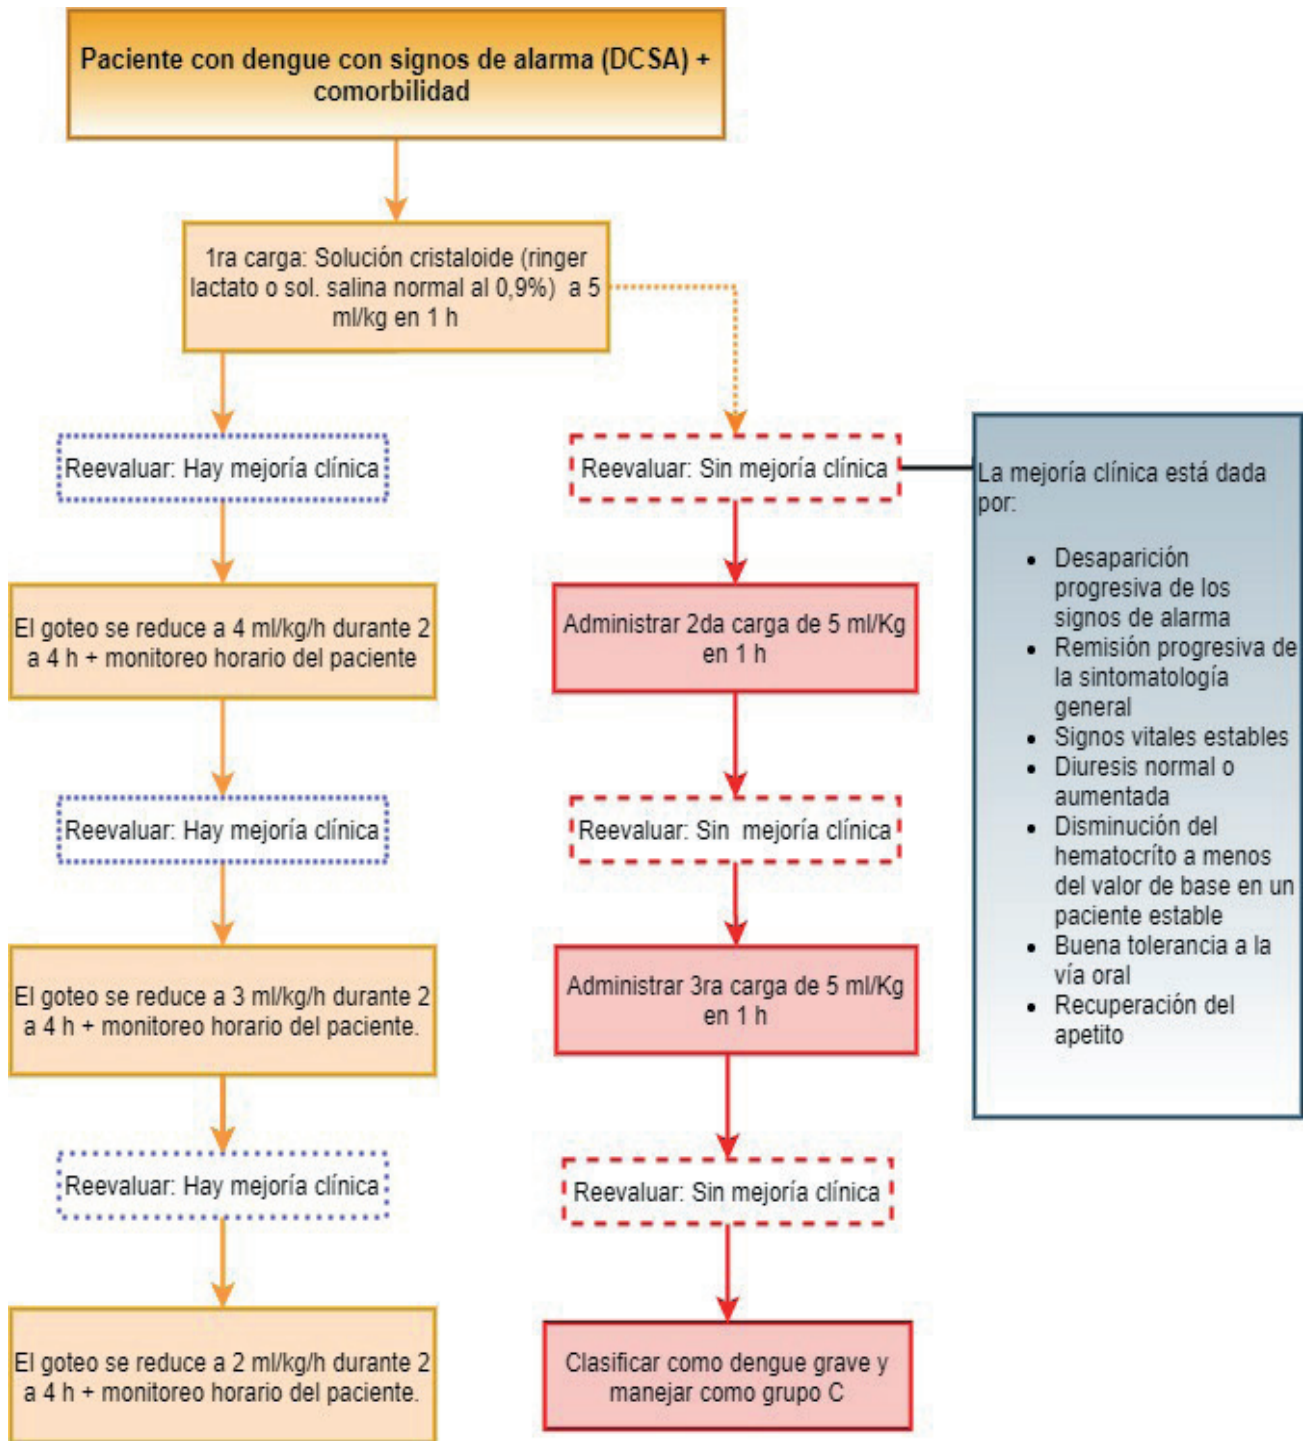 Paciente con dengue con signos de alarma (DCSA) +
comorbilidad
1ra carga: Solución cristaloide (ringer
lactato o sol. salina normal al 0,9%) a 5
ml/kg en 1 h
Reevaluar: Hay mejoría clínica
El goteo se reduce a 4 ml/kg/h durante 2
a 4 h + monitoreo horario del paciente
Reevaluar: Hay mejoría clínica
El goteo se reduce a 3 ml/kg/h durante 2
a 4 h + monitoreo horario del paciente.
Reevaluar: Hay mejoría clínica
El goteo se reduce a 2 ml/kg/h durante 2
a 4 h + monitoreo horario del paciente.
Reevaluar: Sin mejoría clínica
Administrar 2da carga de 5 ml/Kg
en 1 h
Reevaluar: Sin mejoría clínica
Administrar 3ra carga de 5 ml/Kg
en 1 h
Reevaluar: Sin mejoría clínica
Clasificar como dengue grave y
manejar como grupo C
La mejoría clínica está dada
por:
• Desaparición
progresiva de los
signos de alarma
• Remisión progresiva de
la sintomatología
general
• Signos vitales estables
• Diuresis normal o
aumentada
• Disminución del
hematocríto a menos
del valor de base en un
paciente estable
• Buena tolerancia a la
vía oral
• Recuperación del
apetito